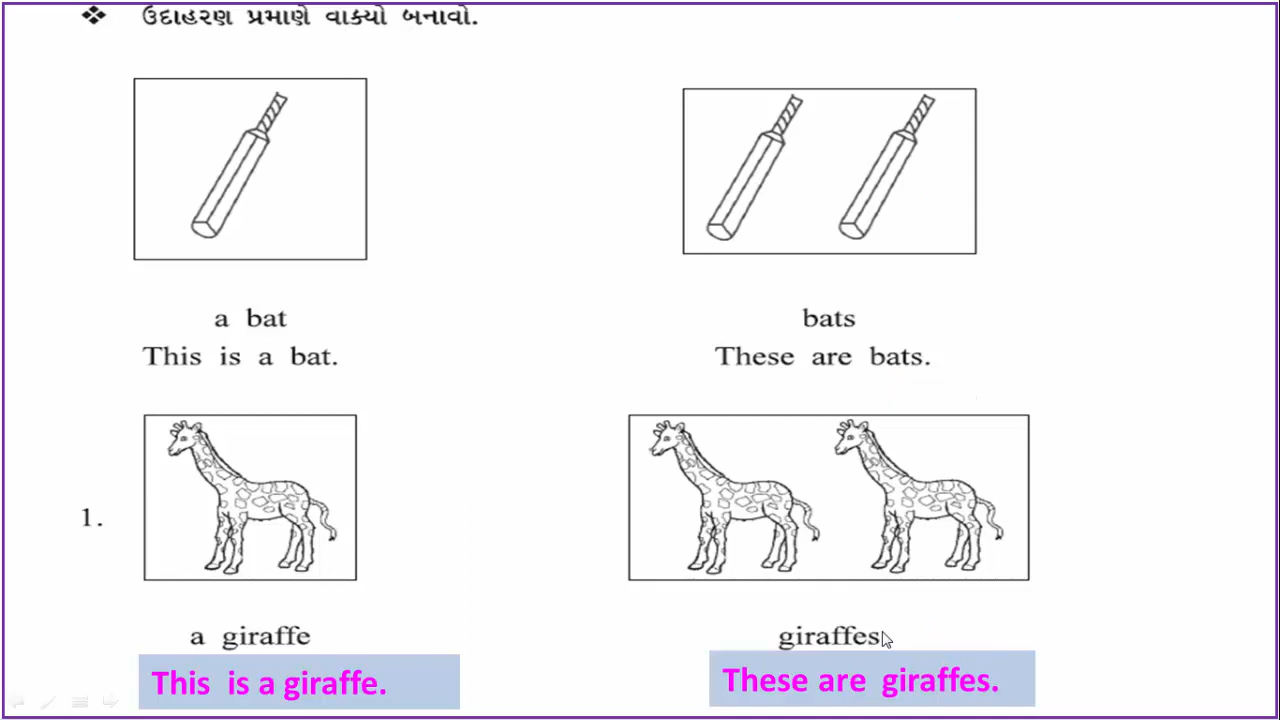 ❖ ઉદાહરણ પ્રમાણે વાક્યો બનાવો.
a bat
bats
This is a bat.
These are bats.
1.
a giraffe
giraffes
This is a giraffe.
These are giraffes.